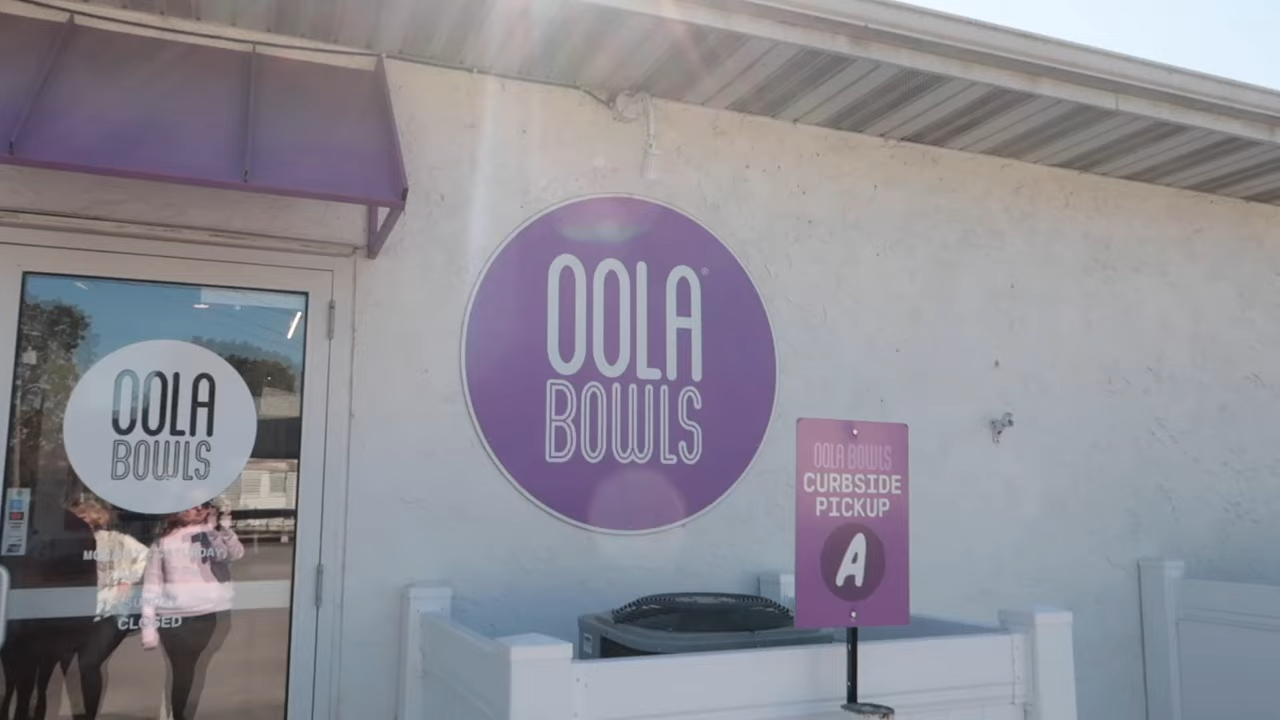 OOLA
BOWLS
OOLA®
BOWLS
OOLA BOWLS
CURBSIDE
PICKUP
A
CLOSED